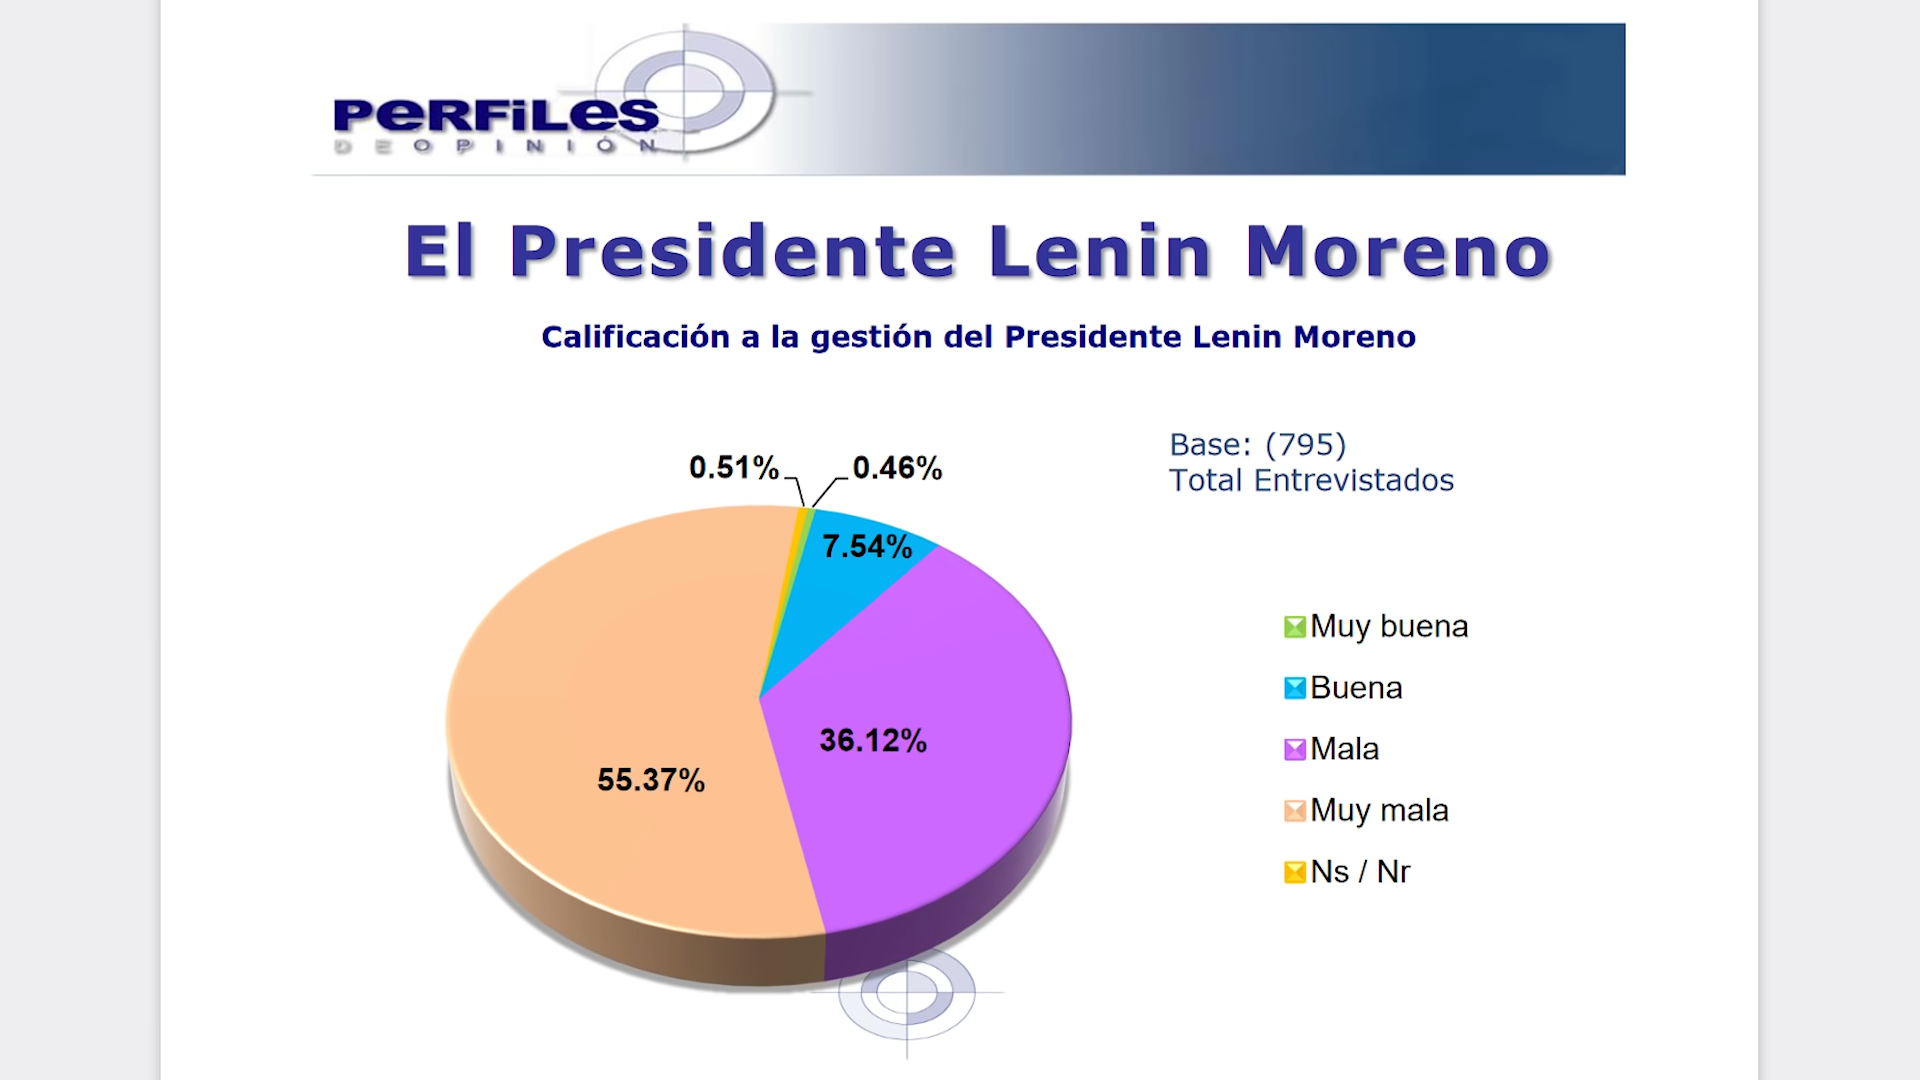 PERFiLES
DE OPINIÓN
El Presidente Lenin Moreno
Calificación a la gestión del Presidente Lenin Moreno
Base: (795)
Total Entrevistados
0.51%
0.46%
7.54%
36.12%
55.37%
Muy buena
Buena
Mala
Muy mala
Ns / Nr